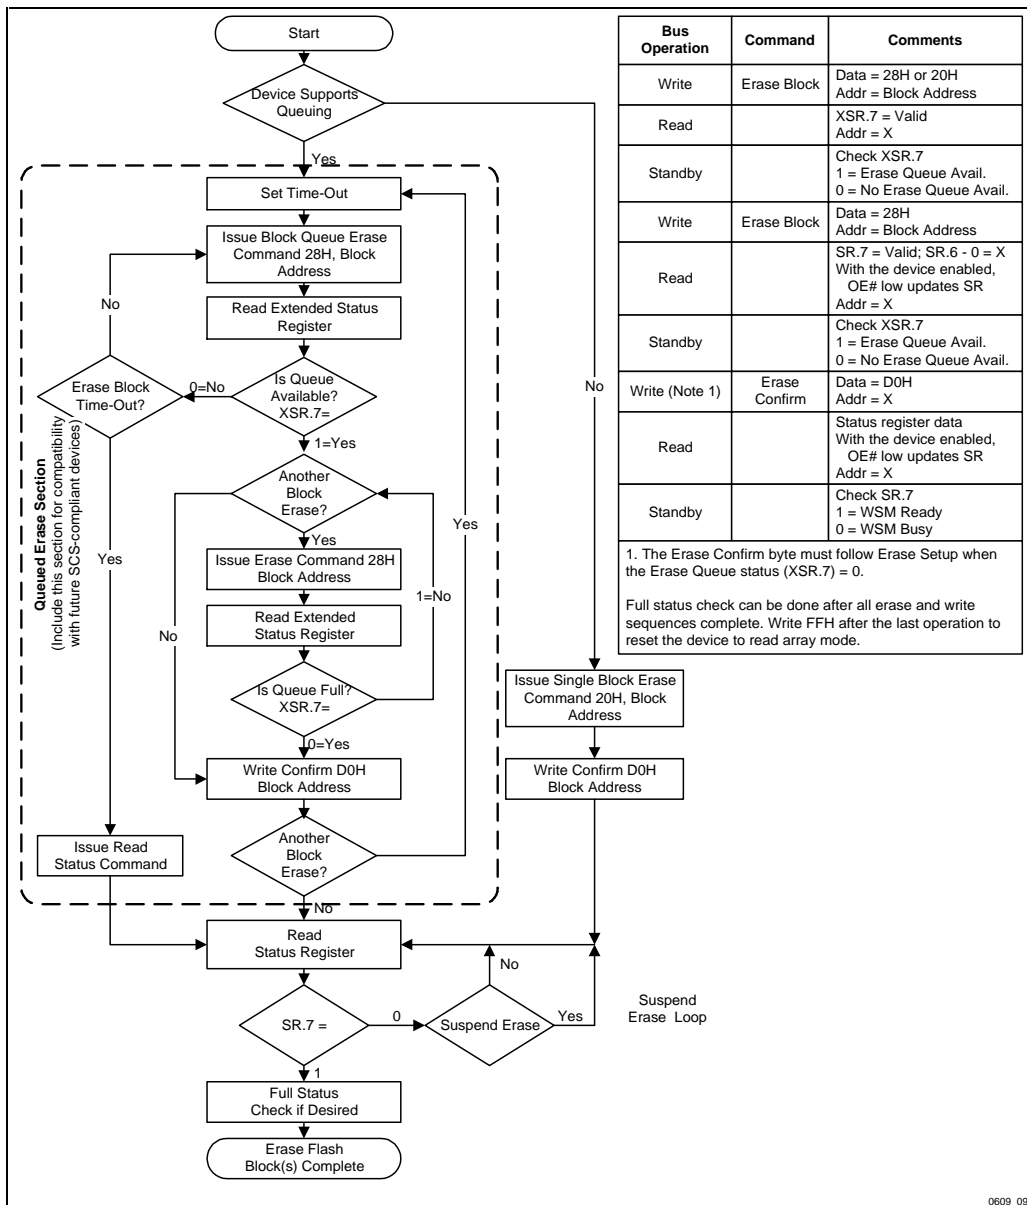 Start
Device Supports
Queuing
Yes
Set Time-Out
Issue Block Queue Erase
Command 28H, Block
Address
No
Read Extended Status
Register
Erase Block
Time-Out?
0=No
Is Queue
Available?
XSR.7=
No
1=Yes
Another
Block
Erase?
Yes
Queued Erase Section
(Include this section for compatibility
with future SCS-compliant devices)
Yes
Yes
Issue Erase Command 28H
Block Address
1=No
No
Read Extended
Status Register
Is Queue Full?
XSR.7=
0=Yes
Write Confirm D0H
Block Address
Issue Single Block Erase
Command 20H, Block
Address
Write Confirm D0H
Block Address
Another
Block
Erase?
Issue Read
Status Command
No
Read
Status Register
No
SR.7 =
0
Suspend Erase
Yes
Suspend
Erase Loop
1
Full Status
Check if Desired
Erase Flash
Block(s) Complete
Bus
Operation
Command
Comments
Write
Erase Block
Data = 28H or 20H
Addr = Block Address
Read
XSR.7 = Valid
Addr = X
Standby
Check XSR.7
1 = Erase Queue Avail.
0 = No Erase Queue Avail.
Write
Erase Block
Data = 28H
Addr = Block Address
Read
SR.7 = Valid; SR.6 - 0 = X
With the device enabled,
OE# low updates SR
Addr = X
Standby
Check XSR.7
1 = Erase Queue Avail.
0 = No Erase Queue Avail.
Write (Note 1)
Erase
Confirm
Data = D0H
Addr = X
Read
Status register data
With the device enabled,
OE# low updates SR
Addr = X
Standby
Check SR.7
1 = WSM Ready
0 = WSM Busy
1. The Erase Confirm byte must follow Erase Setup when
the Erase Queue status (XSR.7) = 0.
Full status check can be done after all erase and write
sequences complete. Write FFH after the last operation to
reset the device to read array mode.
0609_09